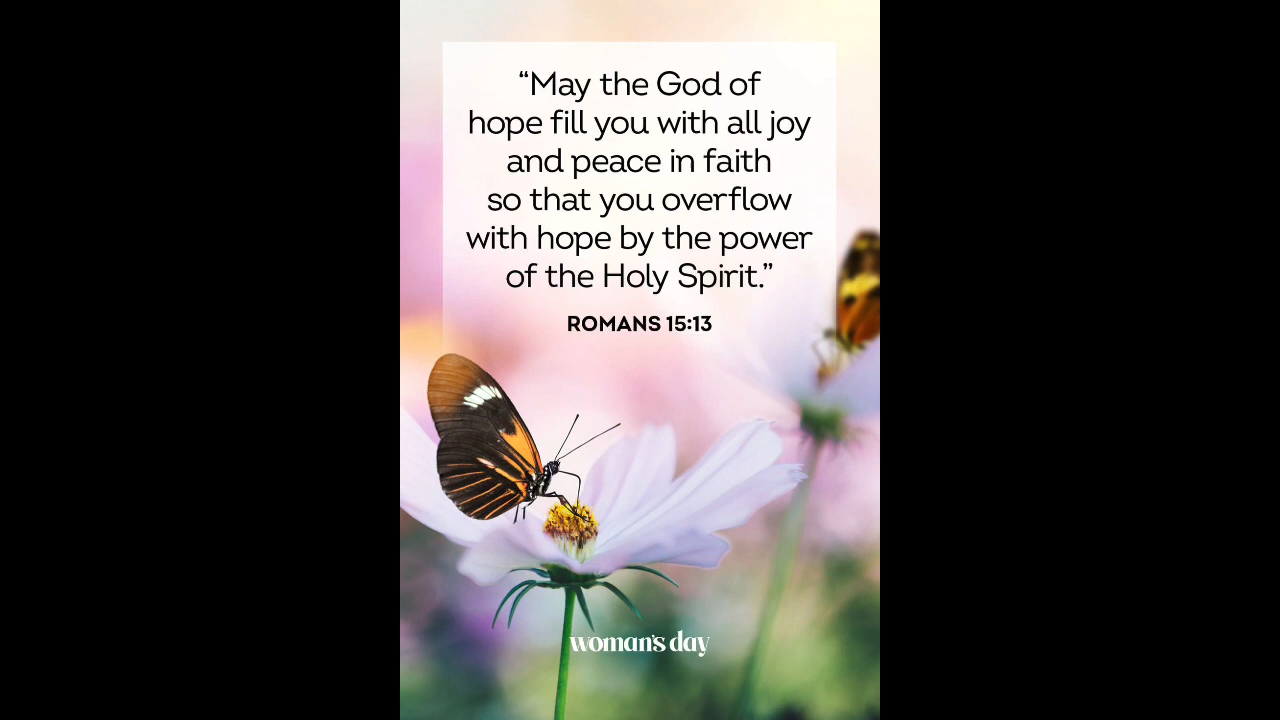 “May the God of
hope fill you with all joy
and peace in faith
so that you overflow
with hope by the power
of the Holy Spirit.”
ROMANS 15:13
woman's day